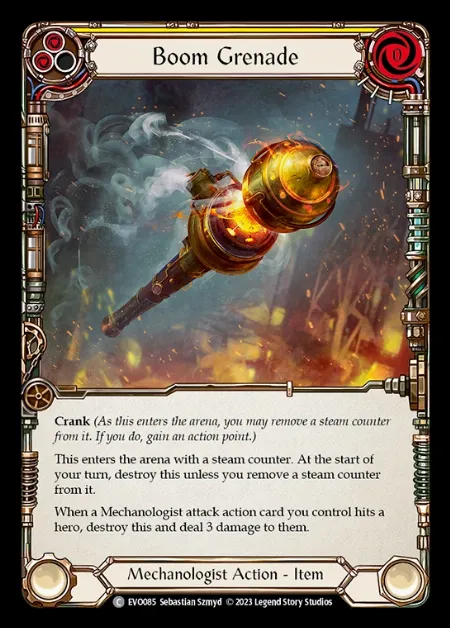 Boom Grenade
0
Crank (As this enters the arena, you may remove a steam counter
from it. If you do, gain an action point.)
This enters the arena with a steam counter. At the start of
your turn, destroy this unless you remove a steam counter
from it.
When a Mechanologist attack action card you control hits a
hero, destroy this and deal 3 damage to them.
Mechanologist Action - Item
C EVO085 Sebastian Szmyd © 2023 Legend Story Studios